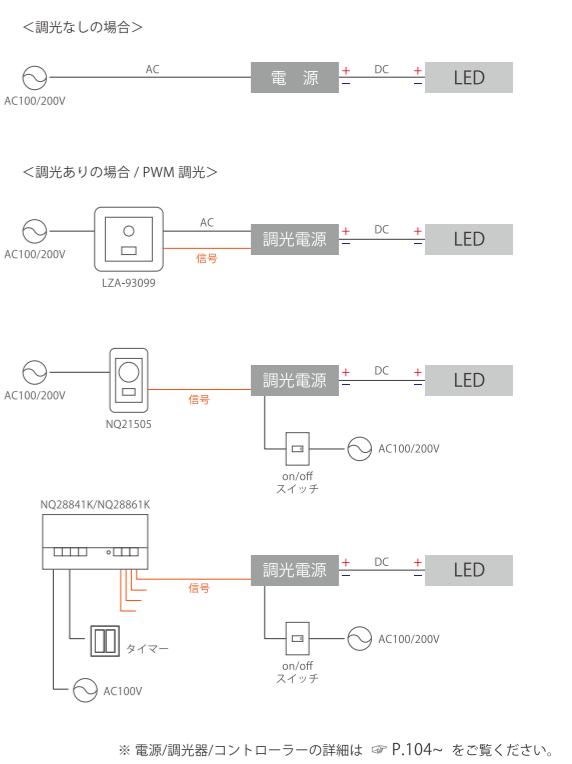 ＜調光なしの場合＞
AC
電　源
+ DC +
− −
LED
AC100/200V
＜調光ありの場合 / PWM 調光＞
AC
信号
調光電源
+ DC +
− −
LED
AC100/200V
LZA-93099
信号
調光電源
+ DC +
− −
LED
AC100/200V
NQ21505
AC100/200V
on/off
スイッチ
NQ28841K/NQ28861K
信号
調光電源
+ DC +
− −
LED
タイマー
AC100V
AC100/200V
on/off
スイッチ
※ 電源/調光器/コントローラーの詳細は ☞ P.104~ をご覧ください。